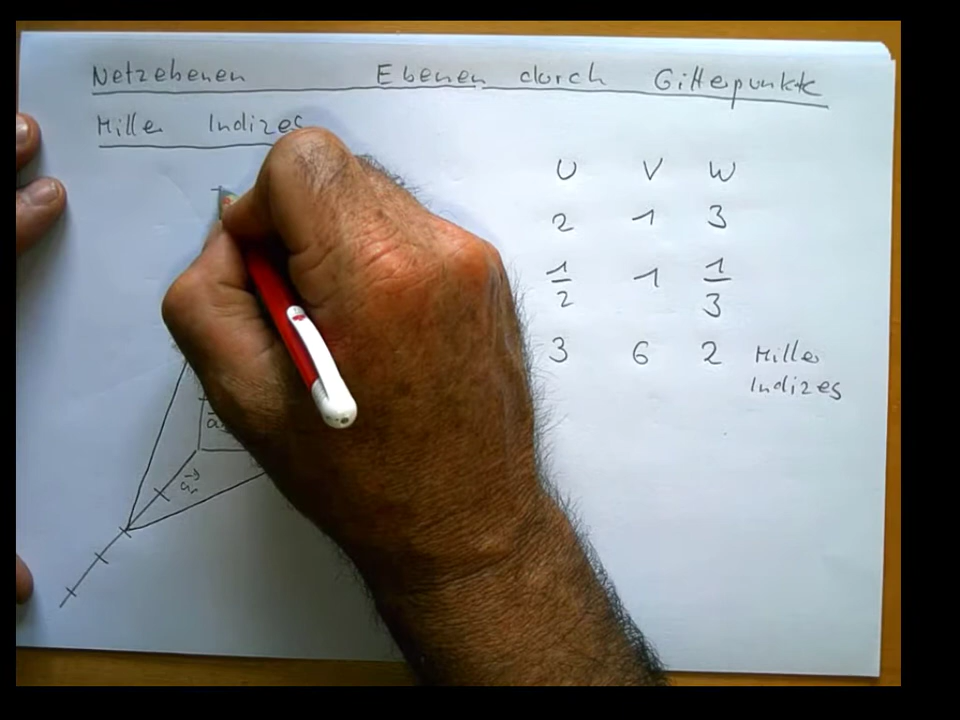 Netzebenen Ebenen durch Gitterpunkte
Miller Indizes
U V W
2 1 3
1/2 1 1/3
3 6 2 Miller
Indizes
a
a₁